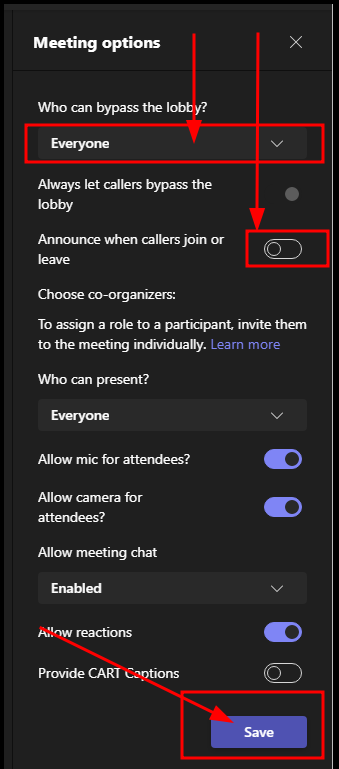 Meeting options
Who can bypass the lobby?
Everyone
Always let callers bypass the
lobby
Announce when callers join or
leave
Choose co-organizers:
To assign a role to a participant, invite them
to the meeting individually. Learn more
Who can present?
Everyone
Allow mic for attendees?
Allow camera for
attendees?
Allow meeting chat
Enabled
Allow reactions
Provide CART Captions
Save